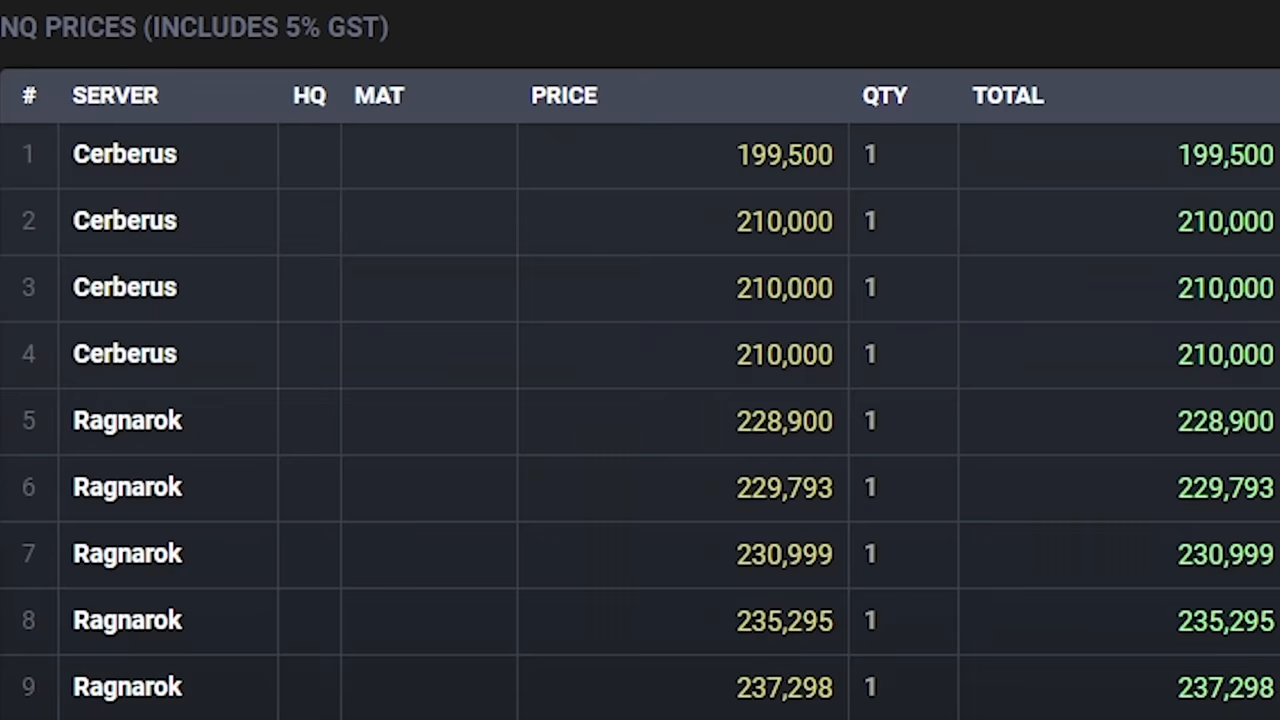 NQ PRICES (INCLUDES 5% GST)
# SERVER HQ MAT PRICE QTY TOTAL
1 Cerberus 199,500 1 199,500
2 Cerberus 210,000 1 210,000
3 Cerberus 210,000 1 210,000
4 Cerberus 210,000 1 210,000
5 Ragnarok 228,900 1 228,900
6 Ragnarok 229,793 1 229,793
7 Ragnarok 230,999 1 230,999
8 Ragnarok 235,295 1 235,295
9 Ragnarok 237,298 1 237,298